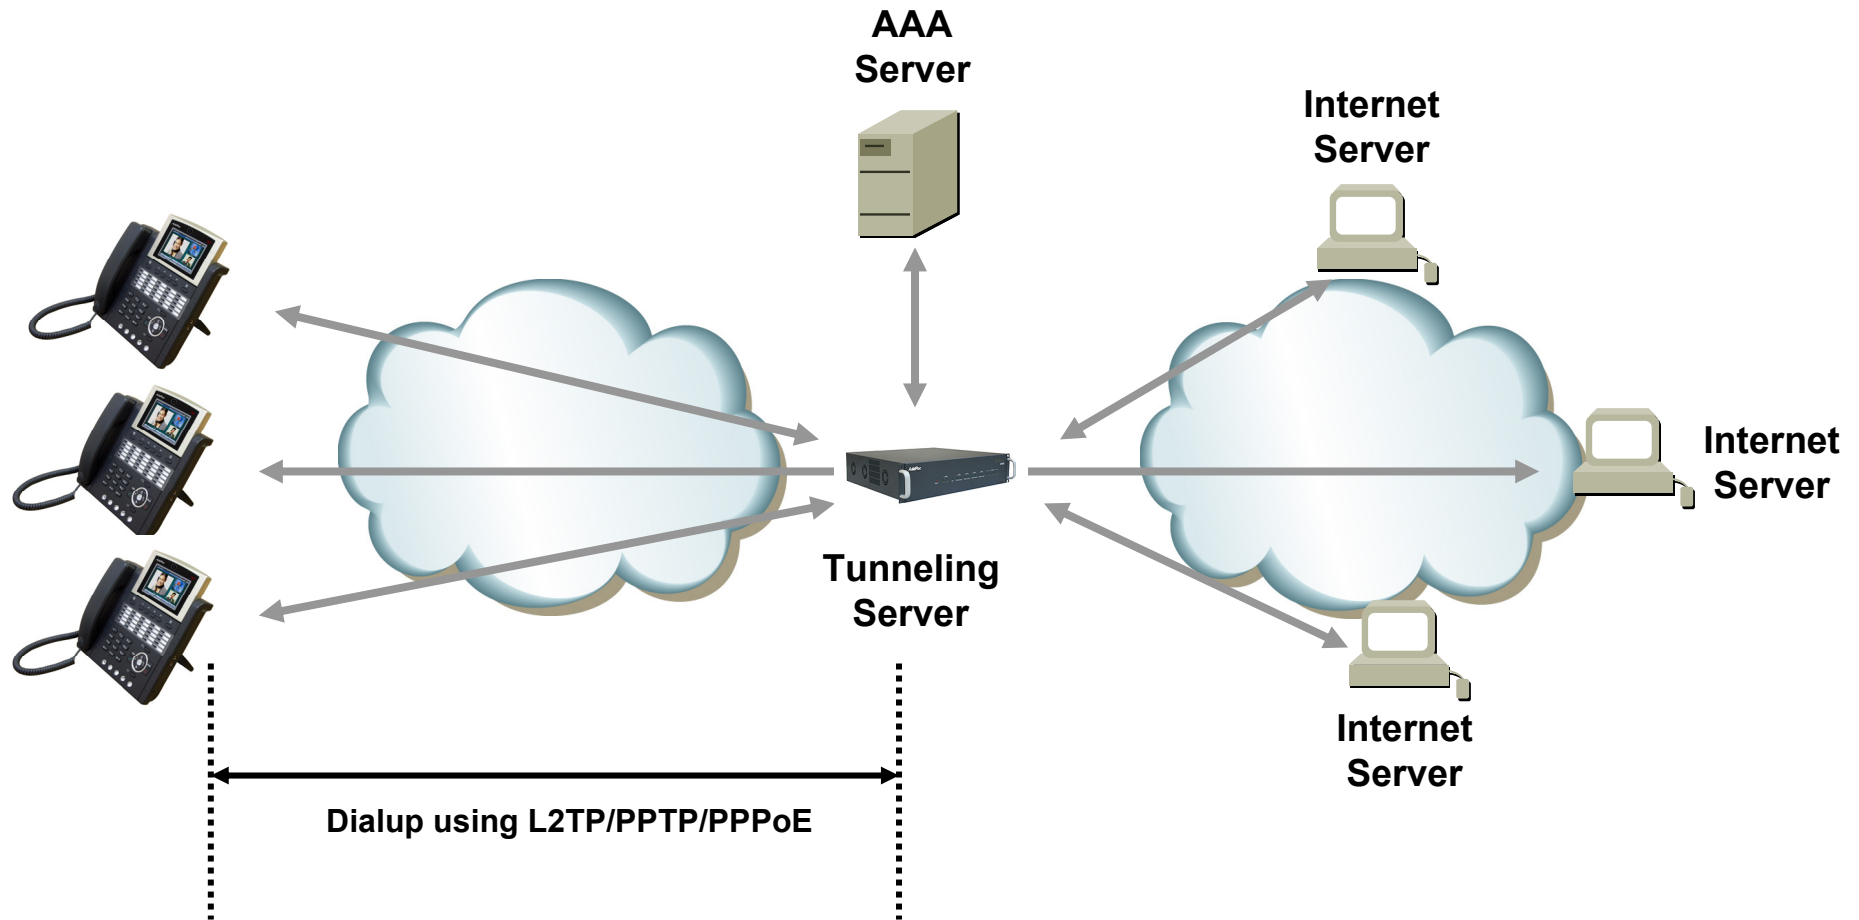 AAA
Server
Internet
Server
Internet
Server
Tunneling
Server
Internet
Server
Dialup using L2TP/PPTP/PPPoE